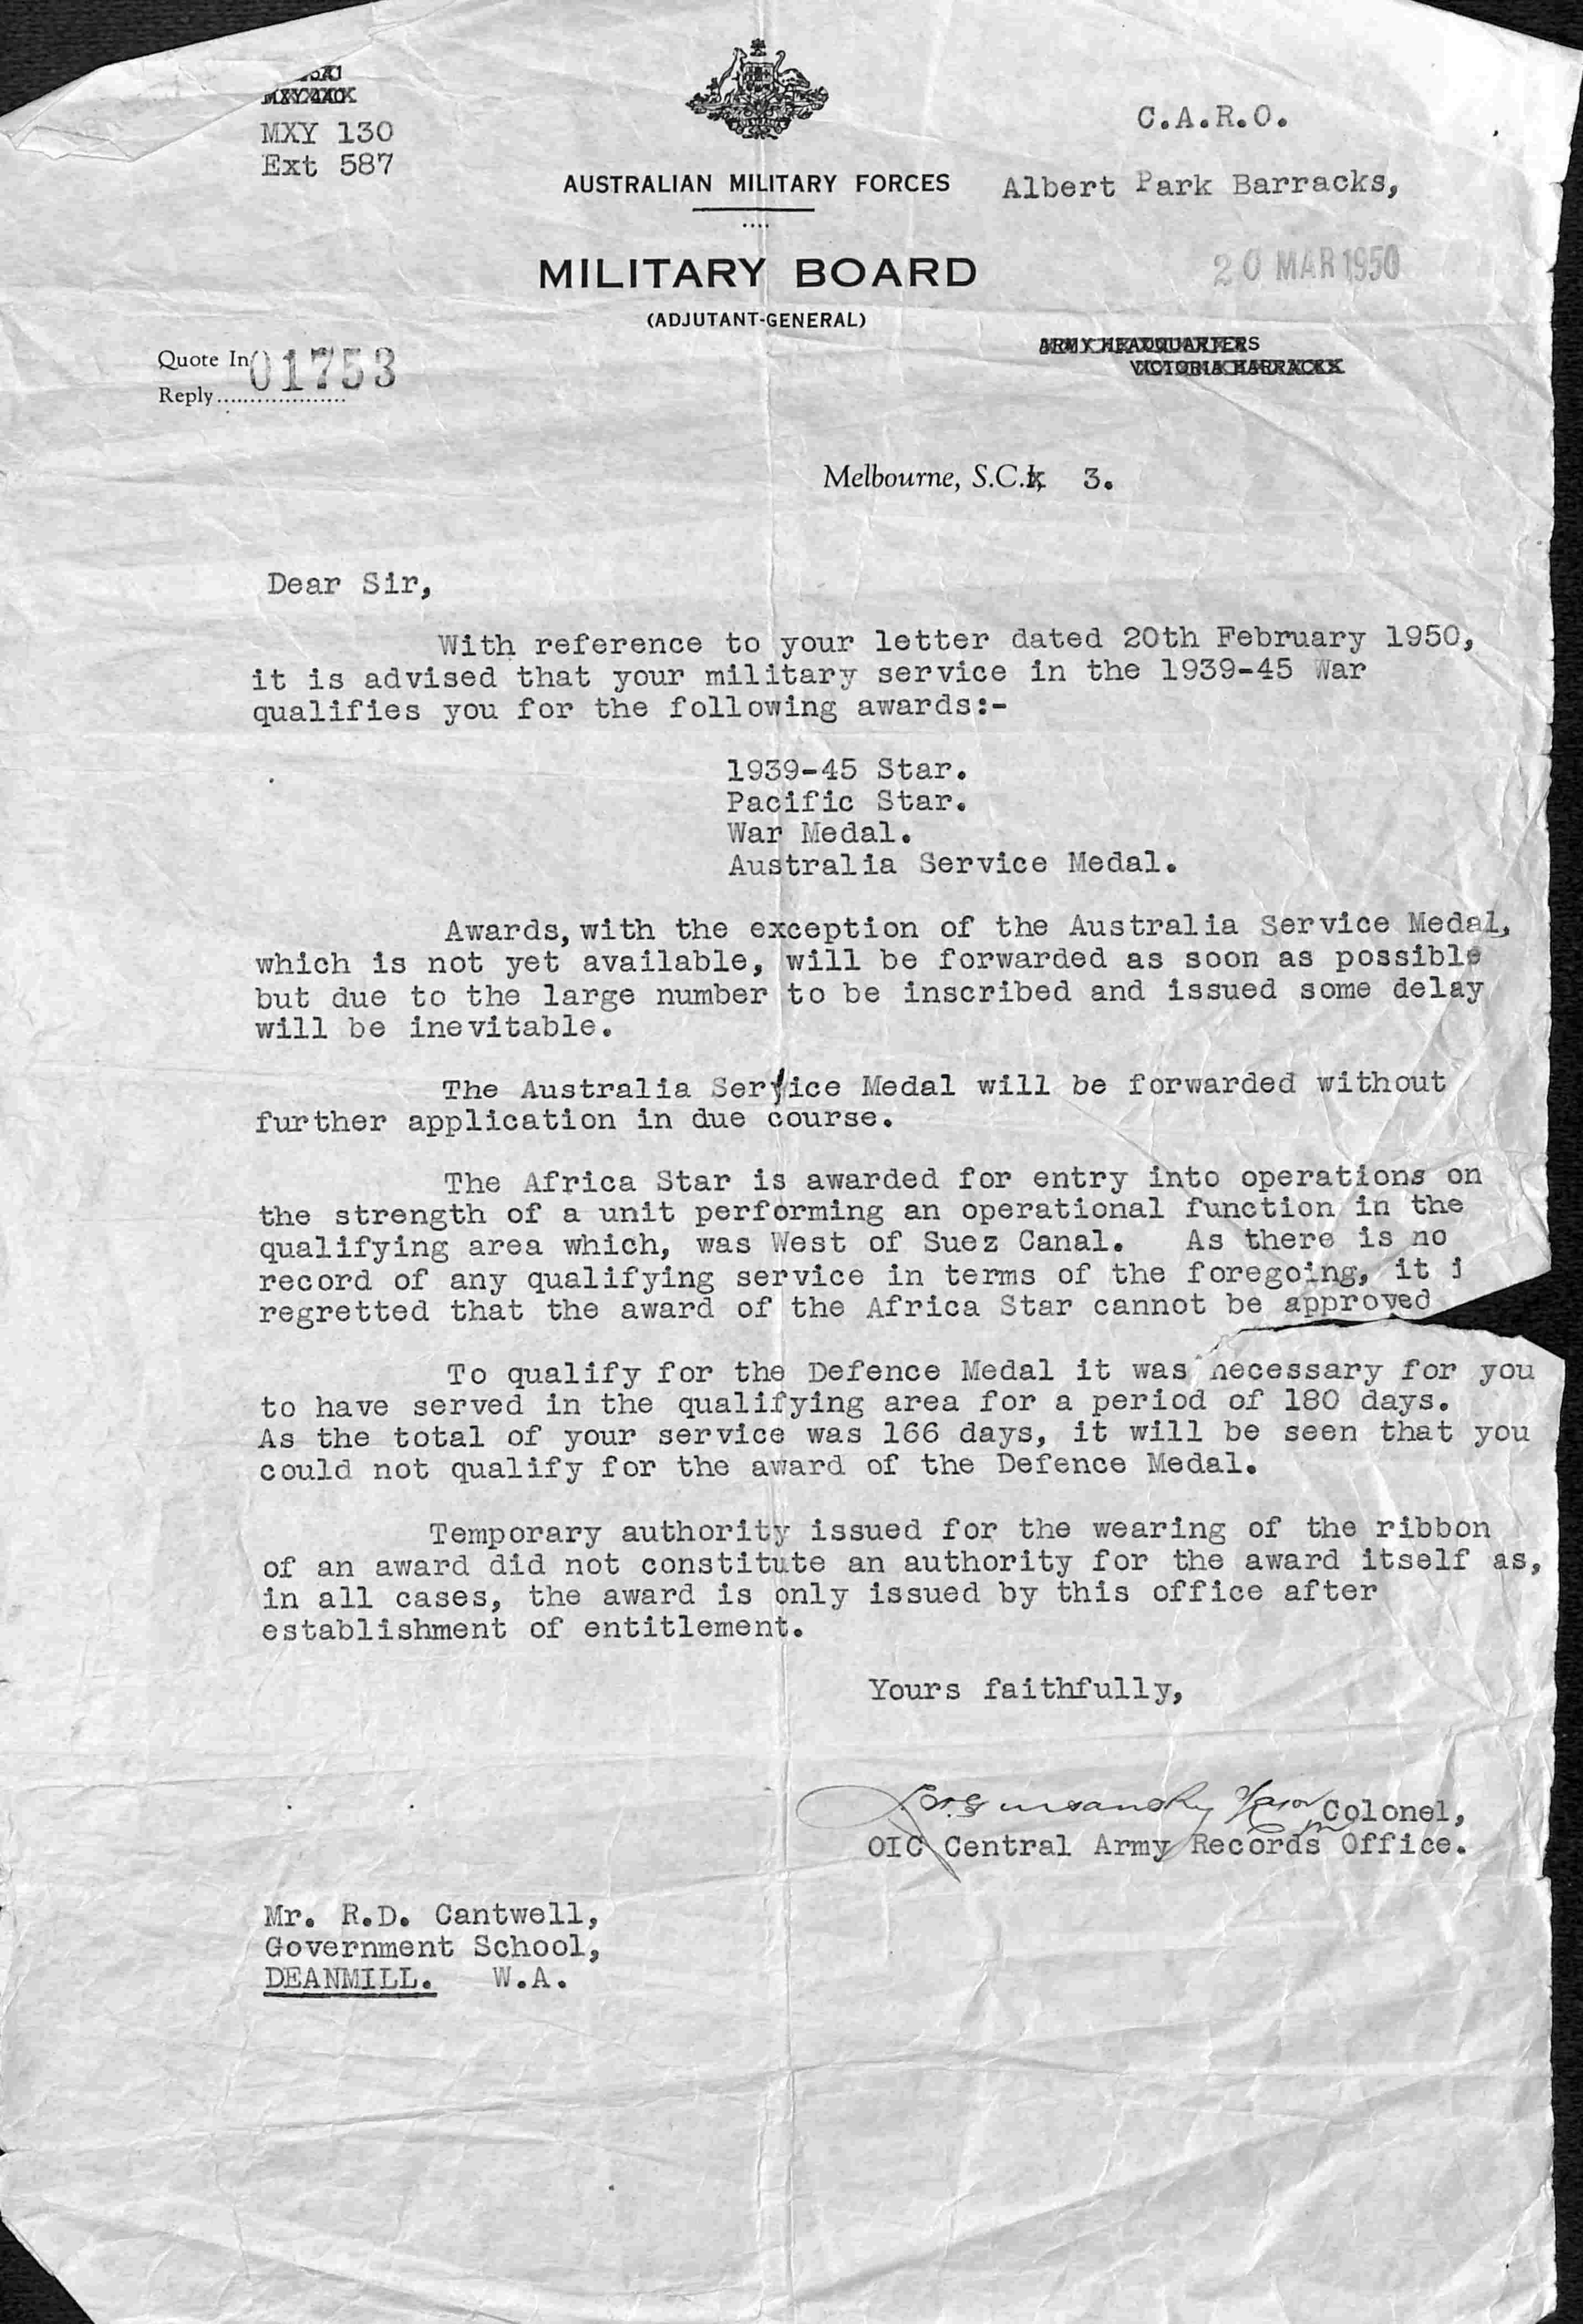 MXY 130
Ext 587
C.A.R.O.
AUSTRALIAN MILITARY FORCES
Albert Park Barracks,
MILITARY BOARD
20 MAR 1950
(ADJUTANT-GENERAL)
ARMY HEADQUARTERS
VICTORIA BARRACKS
Quote In 01753
Reply...................
Melbourne, S.C. 3.
Dear Sir,
With reference to your letter dated 20th February 1950,
it is advised that your military service in the 1939-45 War
qualifies you for the following awards:-
1939-45 Star.
Pacific Star.
War Medal.
Australia Service Medal.
Awards, with the exception of the Australia Service Medal,
which is not yet available, will be forwarded as soon as possible
but due to the large number to be inscribed and issued some delay
will be inevitable.
The Australia Service Medal will be forwarded without
further application in due course.
The Africa Star is awarded for entry into operations on
the strength of a unit performing an operational function in the
qualifying area which, was West of Suez Canal. As there is no
record of any qualifying service in terms of the foregoing, it i
regretted that the award of the Africa Star cannot be approved
To qualify for the Defence Medal it was necessary for you
to have served in the qualifying area for a period of 180 days.
As the total of your service was 166 days, it will be seen that you
could not qualify for the award of the Defence Medal.
Temporary authority issued for the wearing of the ribbon
of an award did not constitute an authority for the award itself as,
in all cases, the award is only issued by this office after
establishment of entitlement.
Yours faithfully,
Colonel,
OIC Central Army Records Office.
Mr. R.D. Cantwell,
Government School,
DEANMILL. W.A.